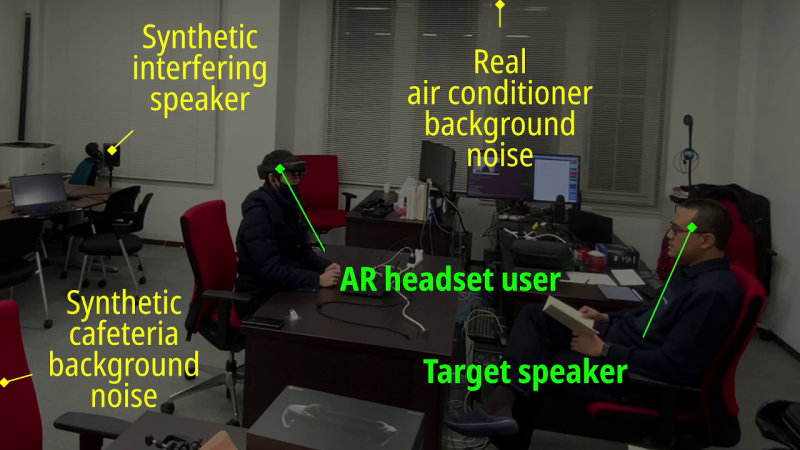 Synthetic
interfering
speaker
Real
air conditioner
background
noise
AR headset user
Synthetic
cafeteria
background
noise
Target speaker